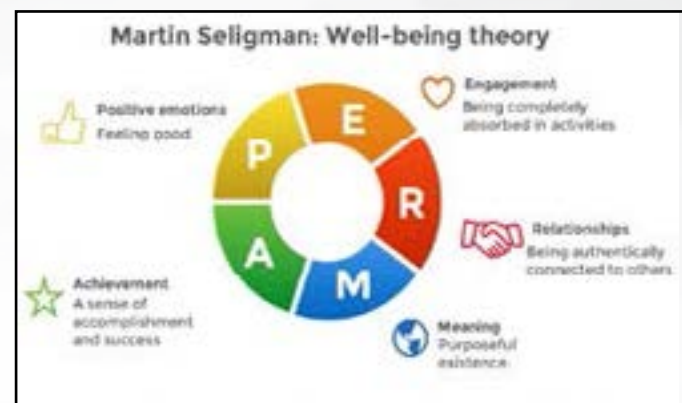 Martin Seligman: Well-being theory
Positive emotions
Feeling good
P
E
R
M
A
Engagement
Being completely
absorbed in activities
Relationships
Being authentically
connected to others
Meaning
Purposeful
existence
Achievement
A sense of
accomplishment
and success